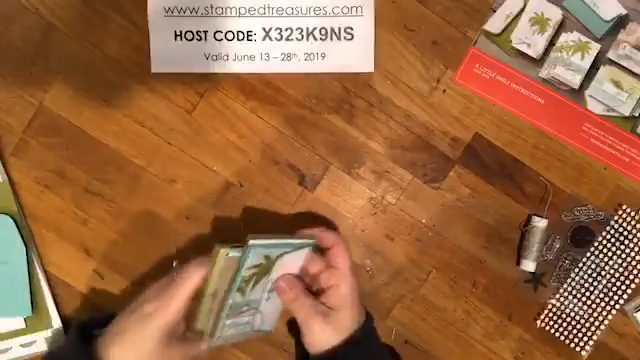 www.stampedtreasures.com
HOST CODE: X323K9NS
Valid June 13 – 28th, 2019
A LITTLE SMILE INSTRUCTIONS